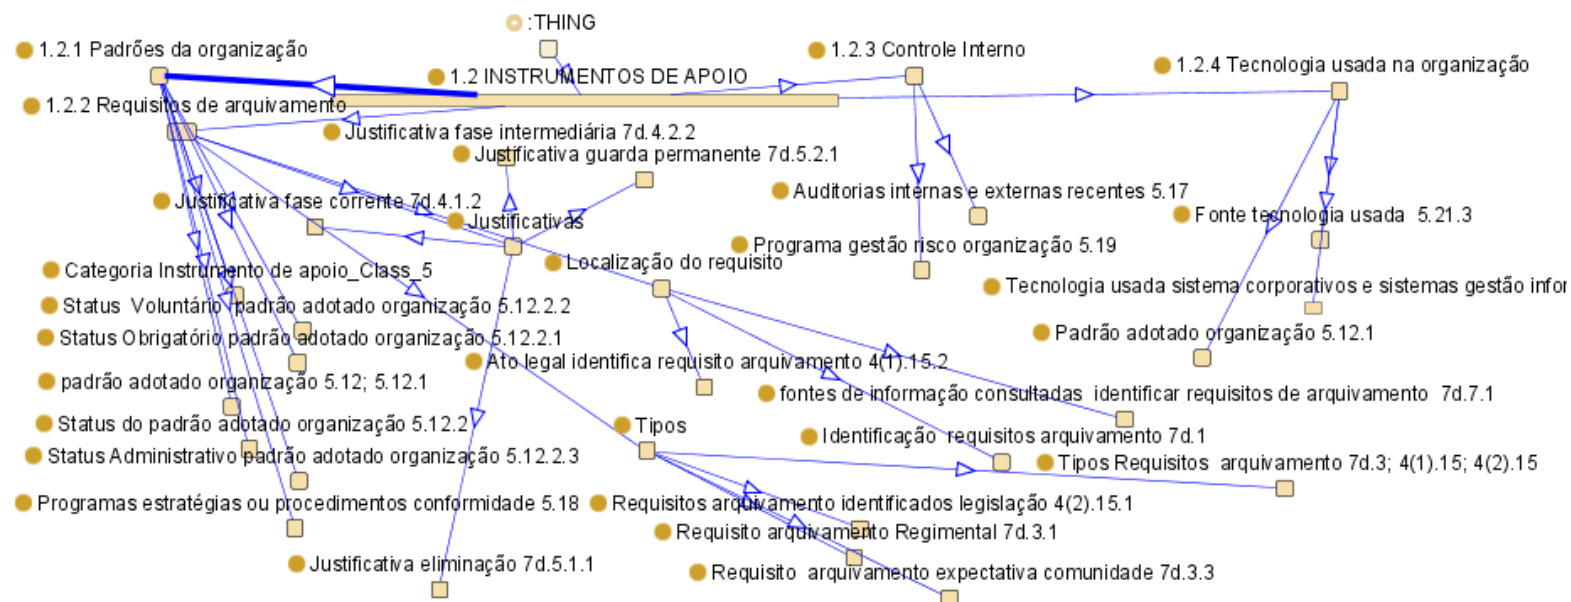 :THING
1.2.1 Padrões da organização
1.2.3 Controle Interno
1.2.4 Tecnologia usada na organização
1.2 INSTRUMENTOS DE APOIO
1.2.2 Requisitos de arquivamento
Justificativa fase intermediária 7d.4.2.2
Justificativa guarda permanente 7d.5.2.1
Auditorias internas e externas recentes 5.17
Justificativa fase corrente 7d.4.1.2
Justificativas
Fonte tecnologia usada 5.21.3
Programa gestão risco organização 5.19
Localização do requisito
Categoria Instrumento de apoio_Class_5
Tecnologia usada sistema corporativos e sistemas gestão infor
Status Voluntário padrão adotado organização 5.12.2.2
Padrão adotado organização 5.12.1
Status Obrigatório padrão adotado organização 5.12.2.1
Ato legal identifica requisito arquivamento 4(1).15.2
padrão adotado organização 5.12; 5.12.1
fontes de informação consultadas identificar requisitos de arquivamento 7d.7.1
Status do padrão adotado organização 5.12.2
Tipos
Identificação requisitos arquivamento 7d.1
Status Administrativo padrão adotado organização 5.12.2.3
Tipos Requisitos arquivamento 7d.3; 4(1).15; 4(2).15
Programas estratégias ou procedimentos conformidade 5.18
Requisitos arquivamento identificados legislação 4(2).15.1
Requisito arquivamento Regimental 7d.3.1
Justificativa eliminação 7d.5.1.1
Requisito arquivamento expectativa comunidade 7d.3.3